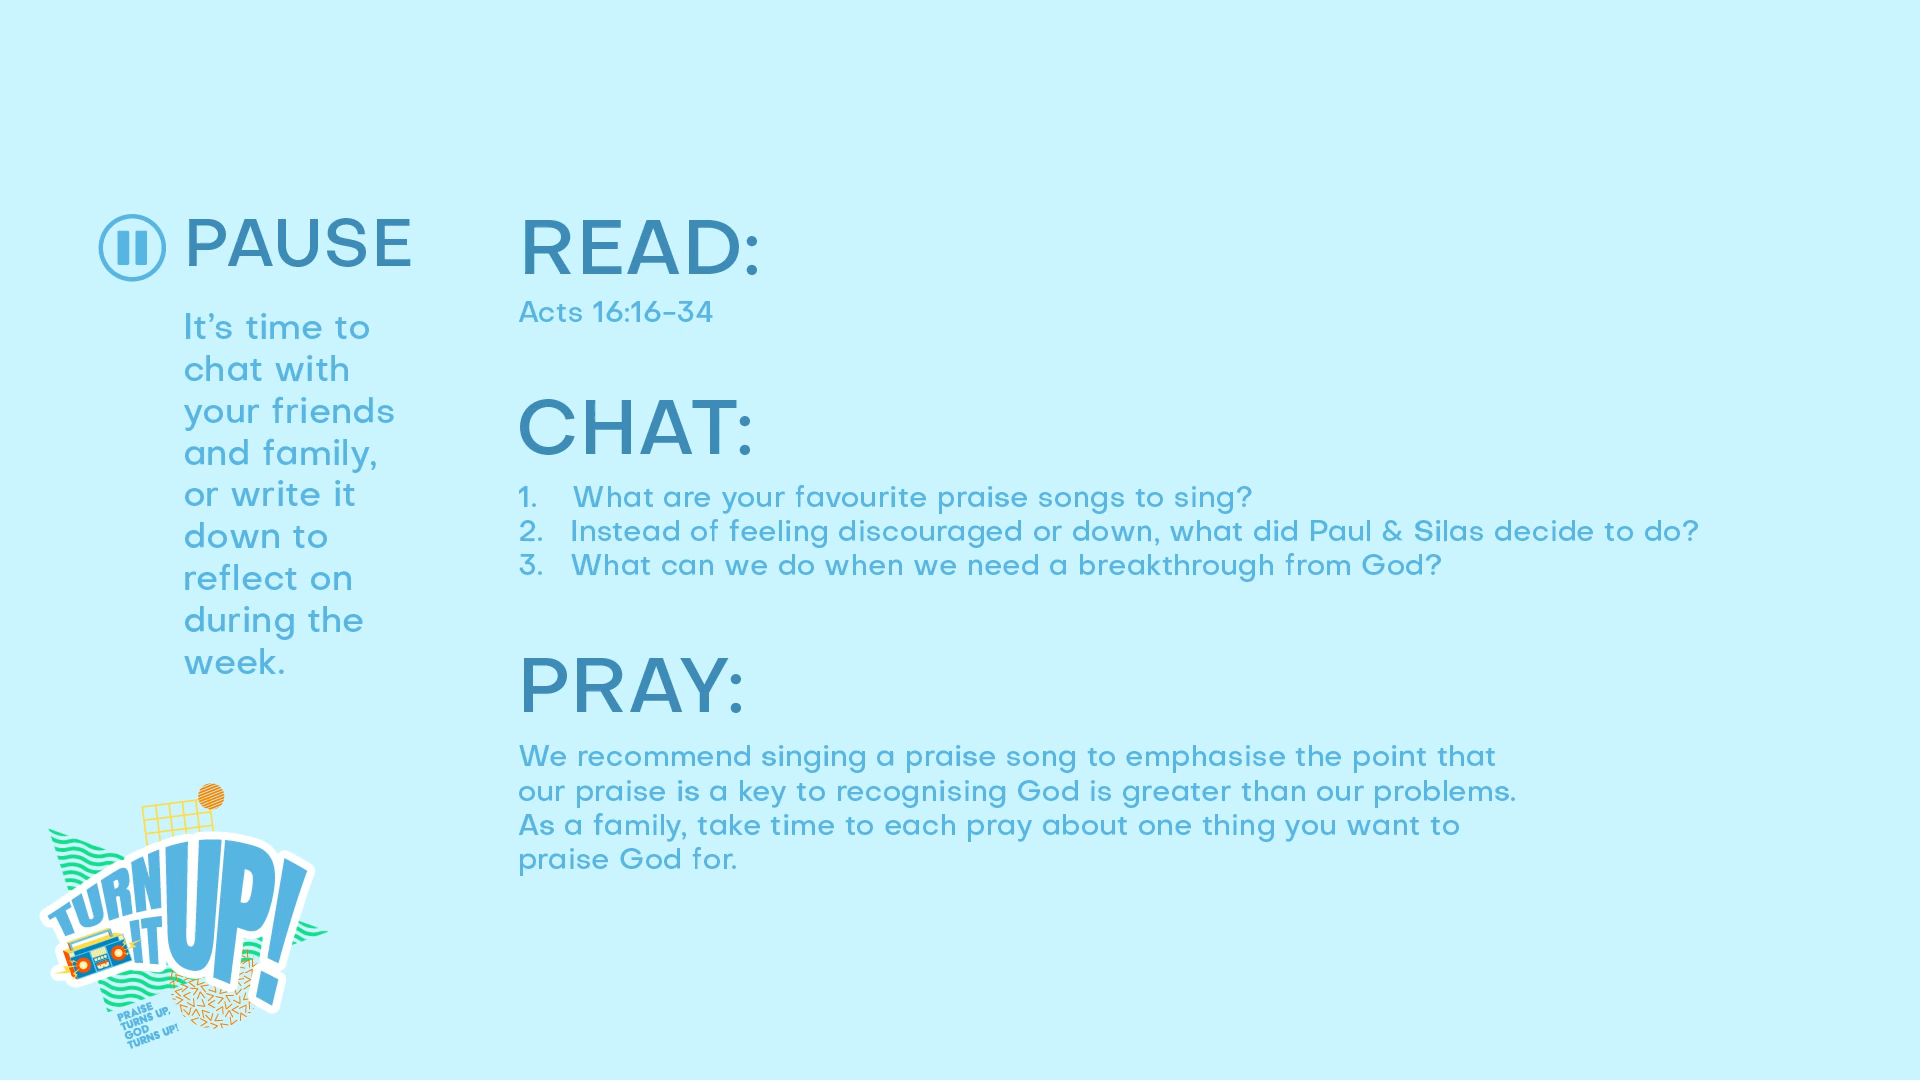 PAUSE
It's time to
chat with
your friends
and family,
or write it
down to
reflect on
during the
week.
READ:
Acts 16:16-34
CHAT:
1. What are your favourite praise songs to sing?
2. Instead of feeling discouraged or down, what did Paul & Silas decide to do?
3. What can we do when we need a breakthrough from God?
PRAY:
We recommend singing a praise song to emphasise the point that
our praise is a key to recognising God is greater than our problems.
As a family, take time to each pray about one thing you want to
praise God for.
TURN
IT
UP!
PRAISE
TURNS UP,
GOD
TURNS UP!